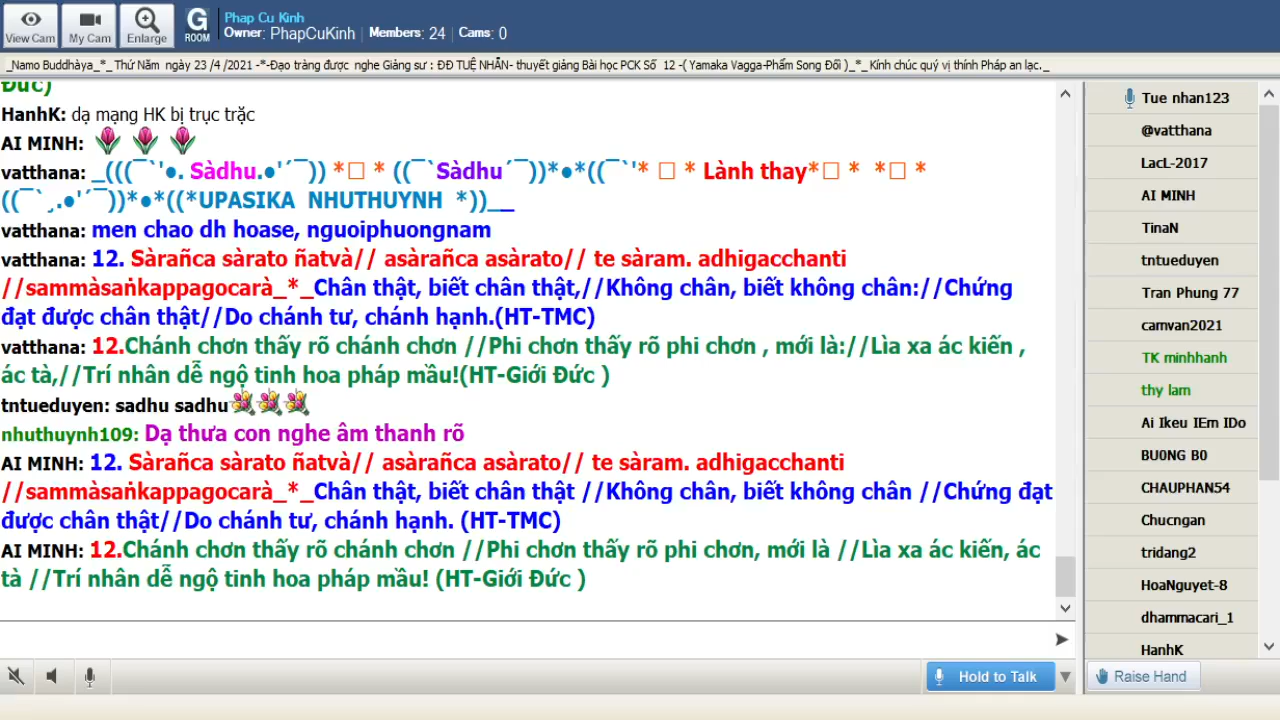 View Cam
My Cam
Enlarge
G
ROOM
Phap Cu Kinh
Owner: PhapCuKinh | Members: 24 | Cams: 0
_Namo Buddhàya_*_ Thứ Năm ngày 23 /4 /2021 -*-Đạo tràng được nghe Giảng sư : ĐĐ TUỆ NHẪN- thuyết giảng Bài học PCK Số 12 -( Yamaka Vagga-Phẩm Song Đối )_*_ Kính chúc quý vị thính Pháp an lạc._
Đức)
HanhK: dạ mạng HK bị trục trặc
AI MINH:
vatthana: _(((¯`'●. Sàdhu.●'´¯)) *□ * ((¯`Sàdhu´¯))*●*((¯`'* □ * Lành thay*□ * *□ *
((¯`¸.●'´¯))*●*((*UPASIKA NHUTHUYNH *))__
vatthana: men chao dh hoase, nguoiphuongnam
vatthana: 12. Sàrañca sàrato ñatvà// asàrañca asàrato// te sàram. adhigacchanti
//sammàsaṅkappagocarà_*_Chân thật, biết chân thật,//Không chân, biết không chân://Chứng
đạt được chân thật//Do chánh tư, chánh hạnh.(HT-TMC)
vatthana: 12.Chánh chơn thấy rõ chánh chơn //Phi chơn thấy rõ phi chơn , mới là://Lìa xa ác kiến ,
ác tà,//Trí nhân dễ ngộ tinh hoa pháp mầu!(HT-Giới Đức )
tntueduyen: sadhu sadhu
nhuthuynh109: Dạ thưa con nghe âm thanh rõ
AI MINH: 12. Sàrañca sàrato ñatvà// asàrañca asàrato// te sàram. adhigacchanti
//sammàsaṅkappagocarà_*_Chân thật, biết chân thật //Không chân, biết không chân //Chứng đạt
được chân thật//Do chánh tư, chánh hạnh. (HT-TMC)
AI MINH: 12.Chánh chơn thấy rõ chánh chơn //Phi chơn thấy rõ phi chơn, mới là //Lìa xa ác kiến, ác
tà //Trí nhân dễ ngộ tinh hoa pháp mầu! (HT-Giới Đức )
Tue nhan123
@vatthana
LacL-2017
AI MINH
TinaN
tntueduyen
Tran Phung 77
camvan2021
TK minhhanh
thy lam
Ai Ikeu IEm IDo
BU0NG B0
CHAUPHAN54
Chucngan
tridang2
HoaNguyet-8
dhammacari_1
HanhK
Hold to Talk
Raise Hand